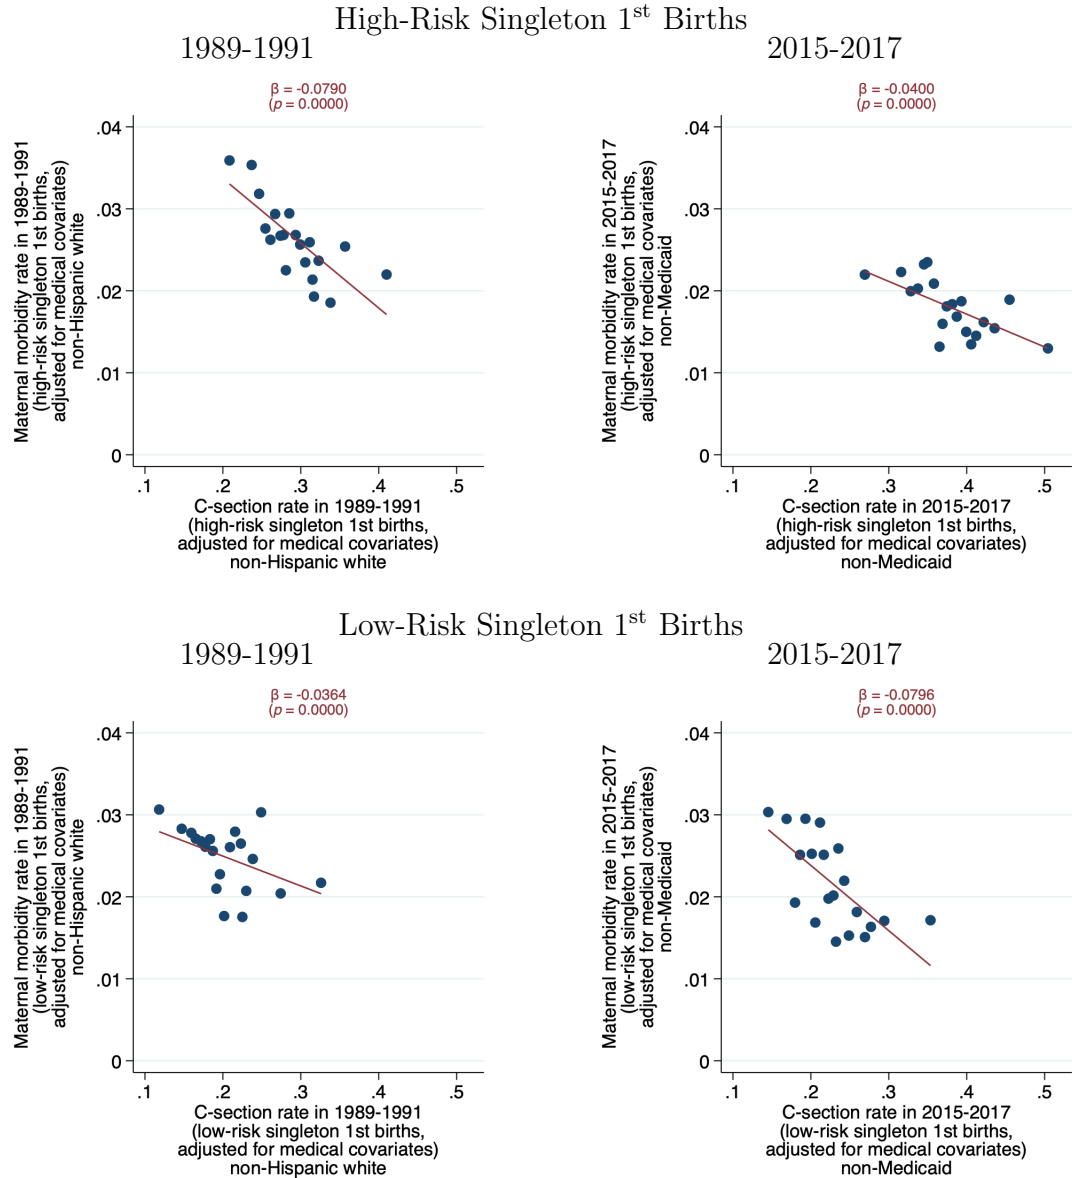 High-Risk Singleton 1st Births
1989-1991
β = -0.0790
(p = 0.0000)
Maternal morbidity rate in 1989-1991
(high-risk singleton 1st births,
adjusted for medical covariates)
non-Hispanic white
.04
.03
.02
.01
0
.1 .2 .3 .4 .5
C-section rate in 1989-1991
(high-risk singleton 1st births,
adjusted for medical covariates)
non-Hispanic white
2015-2017
β = -0.0400
(p = 0.0000)
Maternal morbidity rate in 2015-2017
(high-risk singleton 1st births,
adjusted for medical covariates)
non-Medicaid
.04
.03
.02
.01
0
.1 .2 .3 .4 .5
C-section rate in 2015-2017
(high-risk singleton 1st births,
adjusted for medical covariates)
non-Medicaid
Low-Risk Singleton 1st Births
1989-1991
β = -0.0364
(p = 0.0000)
Maternal morbidity rate in 1989-1991
(low-risk singleton 1st births,
adjusted for medical covariates)
non-Hispanic white
.04
.03
.02
.01
0
.1 .2 .3 .4 .5
C-section rate in 1989-1991
(low-risk singleton 1st births,
adjusted for medical covariates)
non-Hispanic white
2015-2017
β = -0.0796
(p = 0.0000)
Maternal morbidity rate in 2015-2017
(low-risk singleton 1st births,
adjusted for medical covariates)
non-Medicaid
.04
.03
.02
.01
0
.1 .2 .3 .4 .5
C-section rate in 2015-2017
(low-risk singleton 1st births,
adjusted for medical covariates)
non-Medicaid